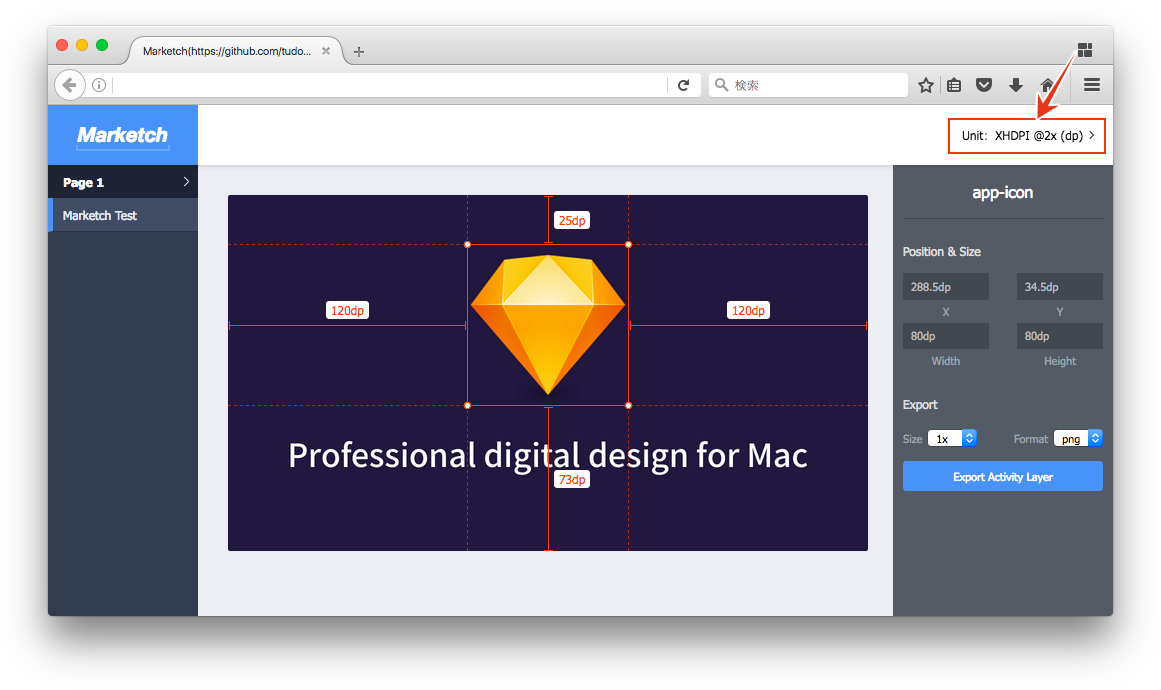 Marketch(https://github.com/tudo...
検索
Marketch
Unit: XHDPI @2x (dp)
Page 1
Marketch Test
app-icon
25dp
Position & Size
288.5dp
34.5dp
X
Y
120dp
120dp
80dp
80dp
Width
Height
Export
Size 1x
Format png
Professional digital design for Mac
73dp
Export Activity Layer